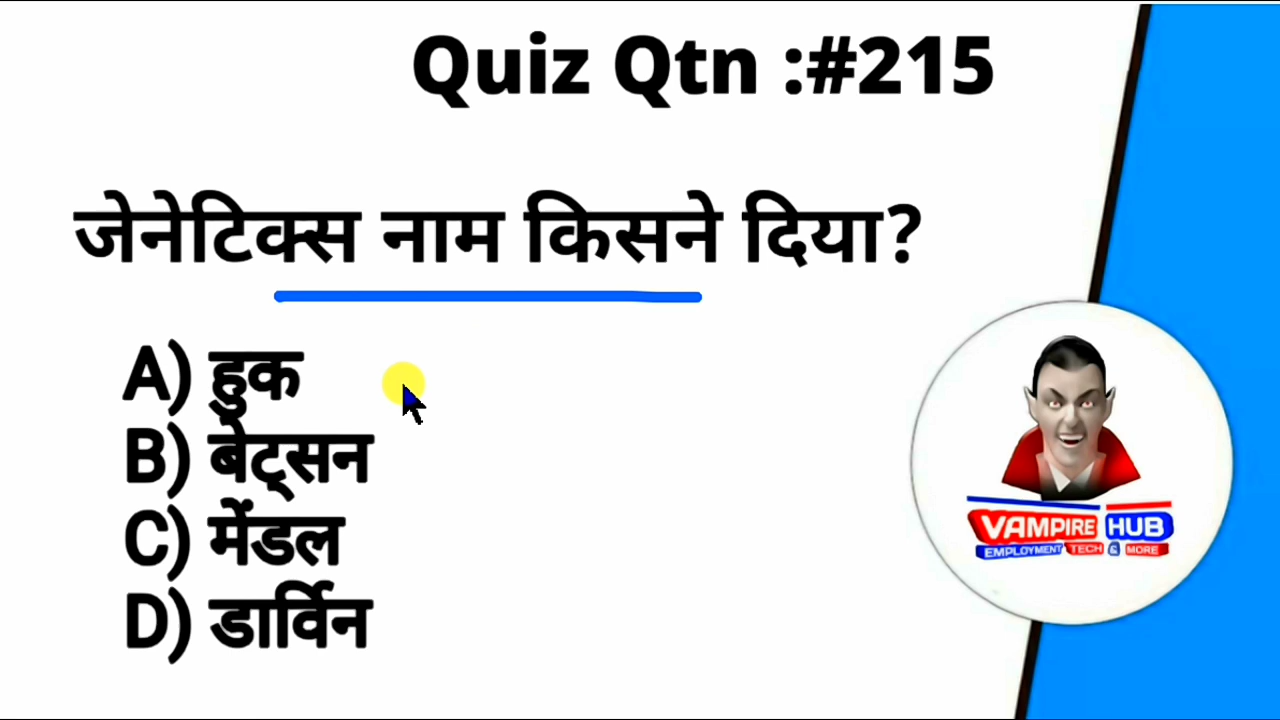 Quiz Qtn :#215
जेनेटिक्स नाम किसने दिया?
A) हुक
B) बेट्सन
C) मेंडल
D) डार्विन
VAMPIRE HUB
EMPLOYMENT TECH & MORE